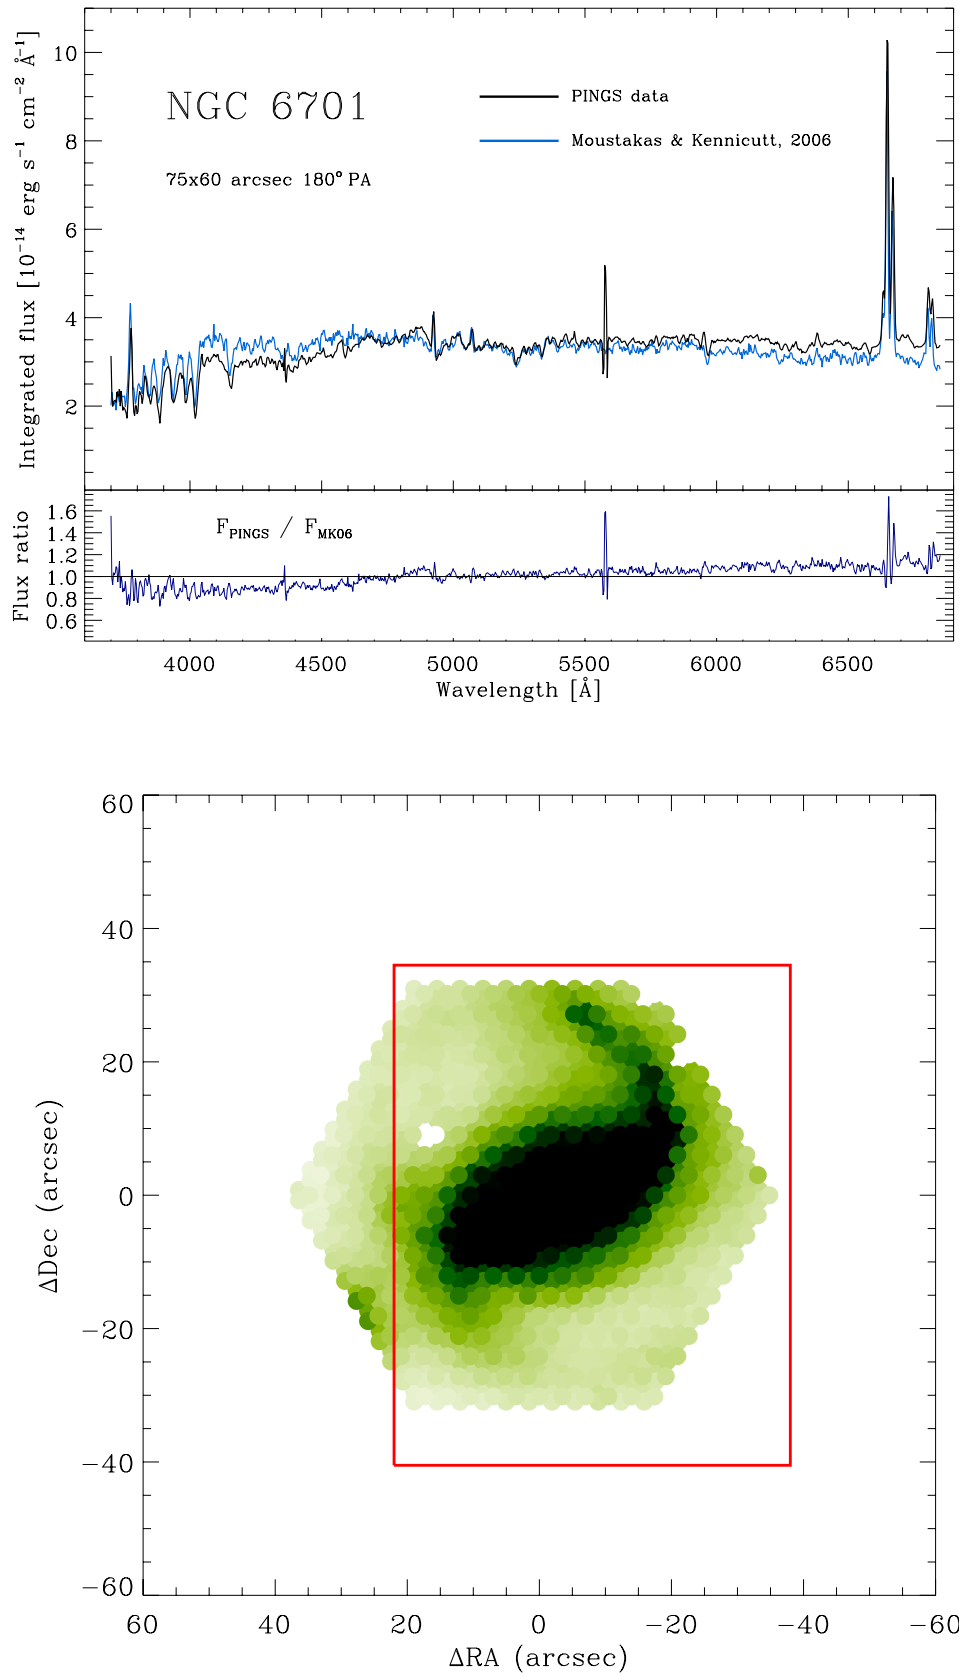 NGC 6701
PINGS data
Moustakas & Kennicutt, 2006
75x60 arcsec 180° PA
Integrated flux [10⁻¹⁴ erg s⁻¹ cm⁻² Å⁻¹]
10
8
6
4
2
F_PINGS / F_MK06
Flux ratio
1.6
1.4
1.2
1.0
0.8
0.6
4000 4500 5000 5500 6000 6500
Wavelength [Å]
60
40
20
0
−20
−40
−60
ΔDec (arcsec)
60 40 20 0 −20 −40 −60
ΔRA (arcsec)